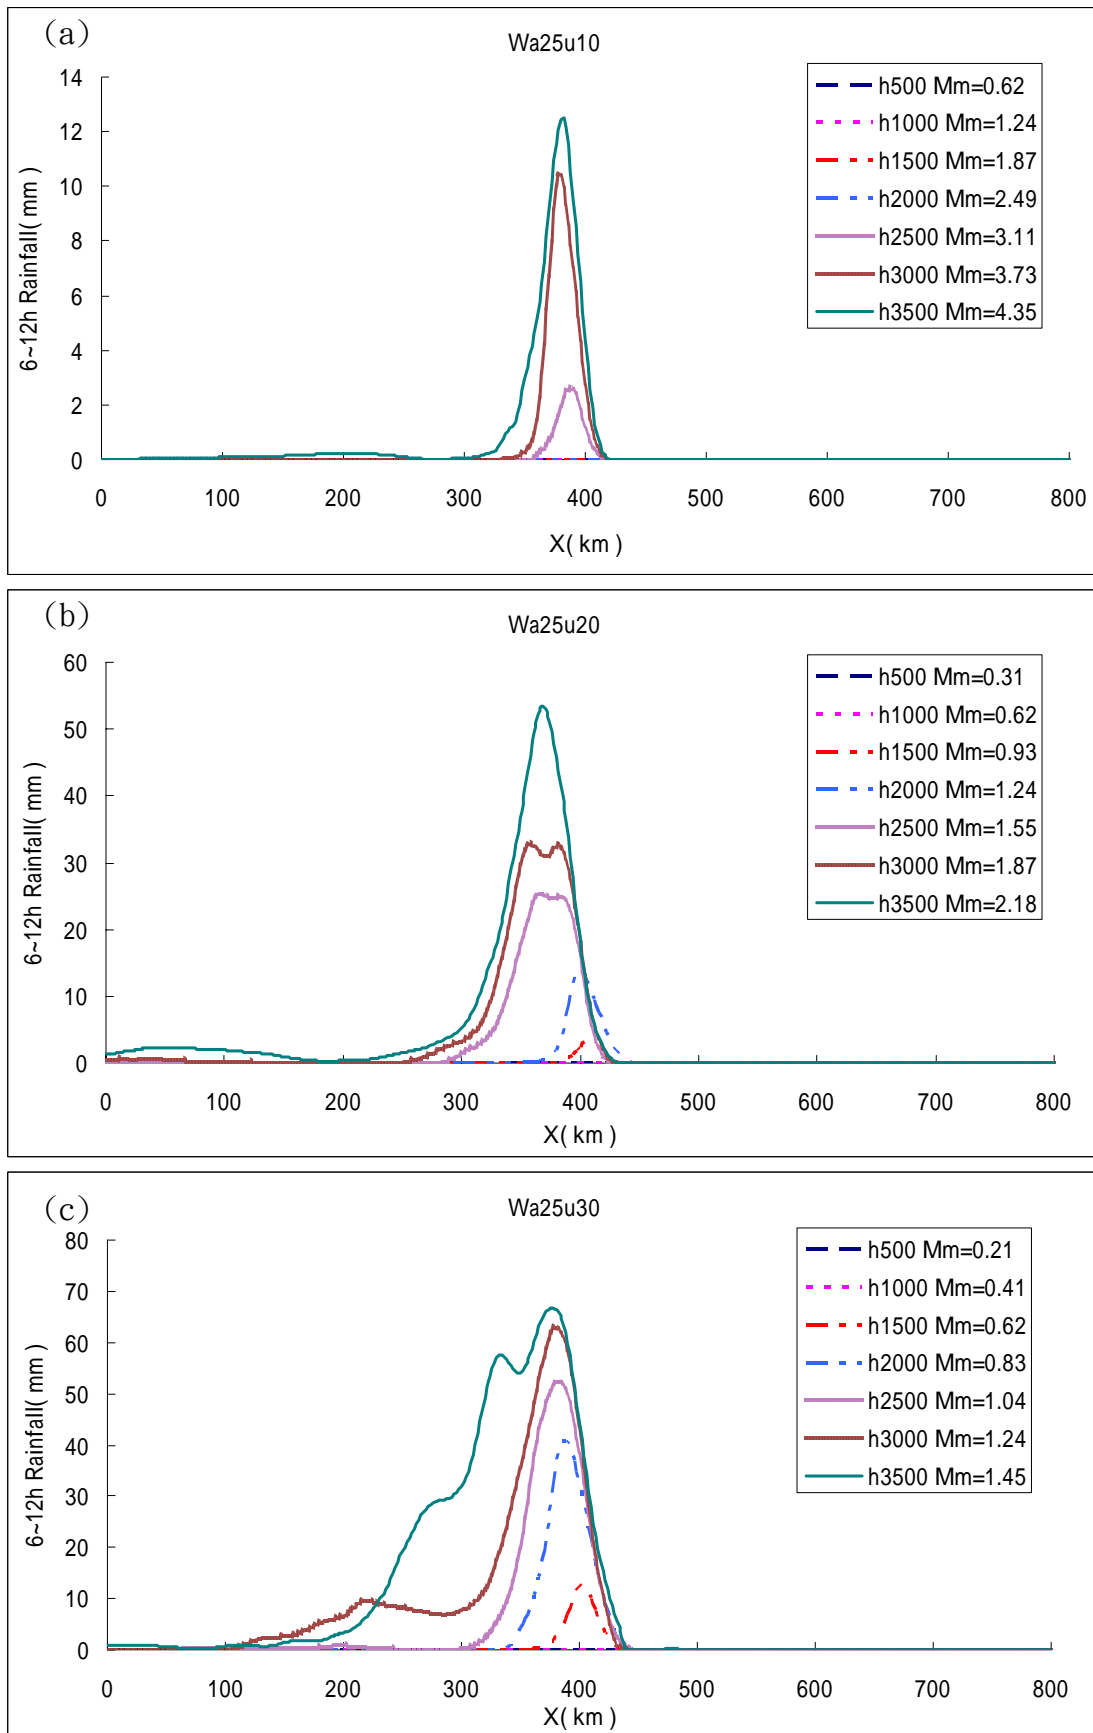 (a)
Wa25u10
14
12
10
8
6
4
2
0
6~12h Rainfall( mm )
0 100 200 300 400 500 600 700 800
X( km )
h500 Mm=0.62
h1000 Mm=1.24
h1500 Mm=1.87
h2000 Mm=2.49
h2500 Mm=3.11
h3000 Mm=3.73
h3500 Mm=4.35
(b)
Wa25u20
60
50
40
30
20
10
0
6~12h Rainfall( mm )
0 100 200 300 400 500 600 700 800
X( km )
h500 Mm=0.31
h1000 Mm=0.62
h1500 Mm=0.93
h2000 Mm=1.24
h2500 Mm=1.55
h3000 Mm=1.87
h3500 Mm=2.18
(c)
Wa25u30
80
70
60
50
40
30
20
10
0
6~12h Rainfall( mm )
0 100 200 300 400 500 600 700 800
X( km )
h500 Mm=0.21
h1000 Mm=0.41
h1500 Mm=0.62
h2000 Mm=0.83
h2500 Mm=1.04
h3000 Mm=1.24
h3500 Mm=1.45